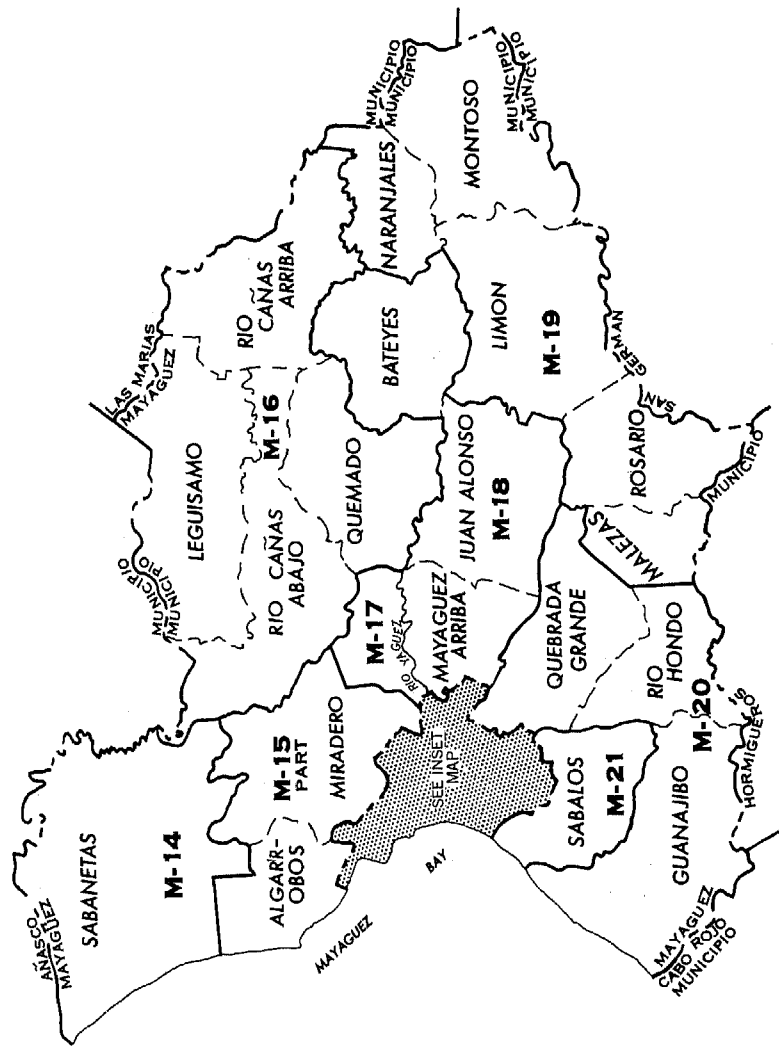 AÑASCO-
MAYAGUEZ
SABANETAS
M-14
MUNICIPIO
MUNICIPIO
LAS MARIAS
MAYAGUEZ
LEGUISAMO
M-16
RIO
CAÑAS
ARRIBA
RIO CAÑAS
ABAJO
QUEMADO
BATEYES
NARANJALES
MUNICIPIO
MUNICIPIO
MONTOSO
MUNICIPIO
MUNICIPIO
M-15
PART
MIRADERO
ALGARR-
OBOS
M-17
RIO YAGUEZ
MAYAGUEZ
ARRIBA
JUAN ALONSO
M-18
LIMON
M-19
SAN
GERMAN
ROSARIO
MUNICIPIO
MALEZAS
QUEBRADA
GRANDE
RIO
HONDO
M-20
SEE INSET
MAP
MAYAGUEZ
BAY
SABALOS
M-21
GUANAJIBO
HORMIGUEROS
MAYAGUEZ
CABO ROJO
MUNICIPIO